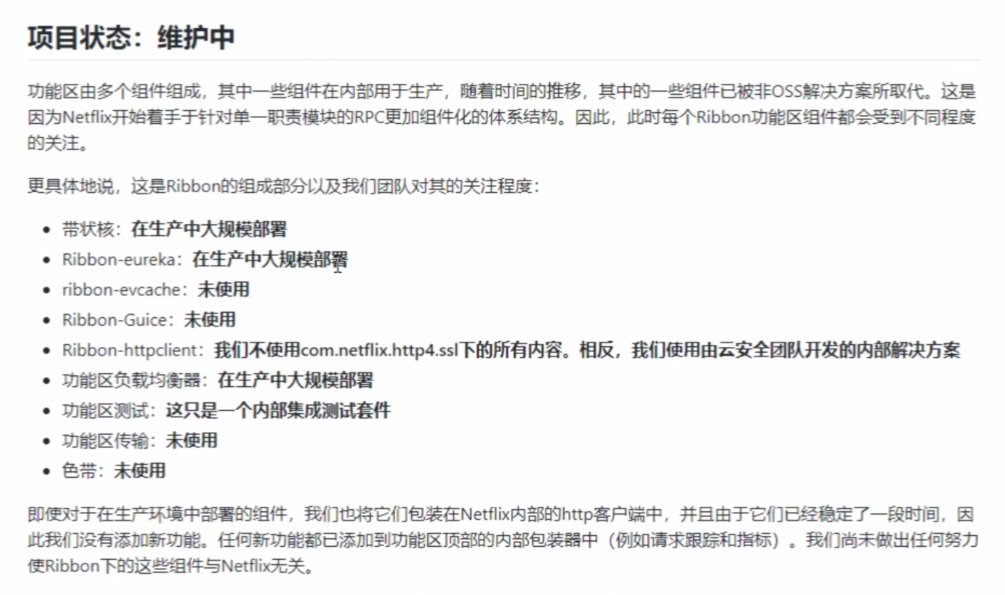 项目状态：维护中
功能区由多个组件组成，其中一些组件在内部用于生产，随着时间的推移，其中的一些组件已被非OSS解决方案所取代。这是
因为Netflix开始着手于针对单一职责模块的RPC更加组件化的体系结构。因此，此时每个Ribbon功能区组件都会受到不同程度
的关注。
更具体地说，这是Ribbon的组成部分以及我们团队对其的关注程度：
• 带状核：在生产中大规模部署
• Ribbon-eureka：在生产中大规模部署
• ribbon-evcache：未使用
• Ribbon-Guice：未使用
• Ribbon-httpclient：我们不使用com.netflix.http4.ssl下的所有内容。相反，我们使用由云安全团队开发的内部解决方案
• 功能区负载均衡器：在生产中大规模部署
• 功能区测试：这只是一个内部集成测试套件
• 功能区传输：未使用
• 色带：未使用
即使对于在生产环境中部署的组件，我们也将它们包装在Netflix内部的http客户端中，并且由于它们已经稳定了一段时间，因
此我们没有添加新功能。任何新功能都已添加到功能区顶部的内部包装器中（例如请求跟踪和指标）。我们尚未做出任何努力
使Ribbon下的这些组件与Netflix无关。